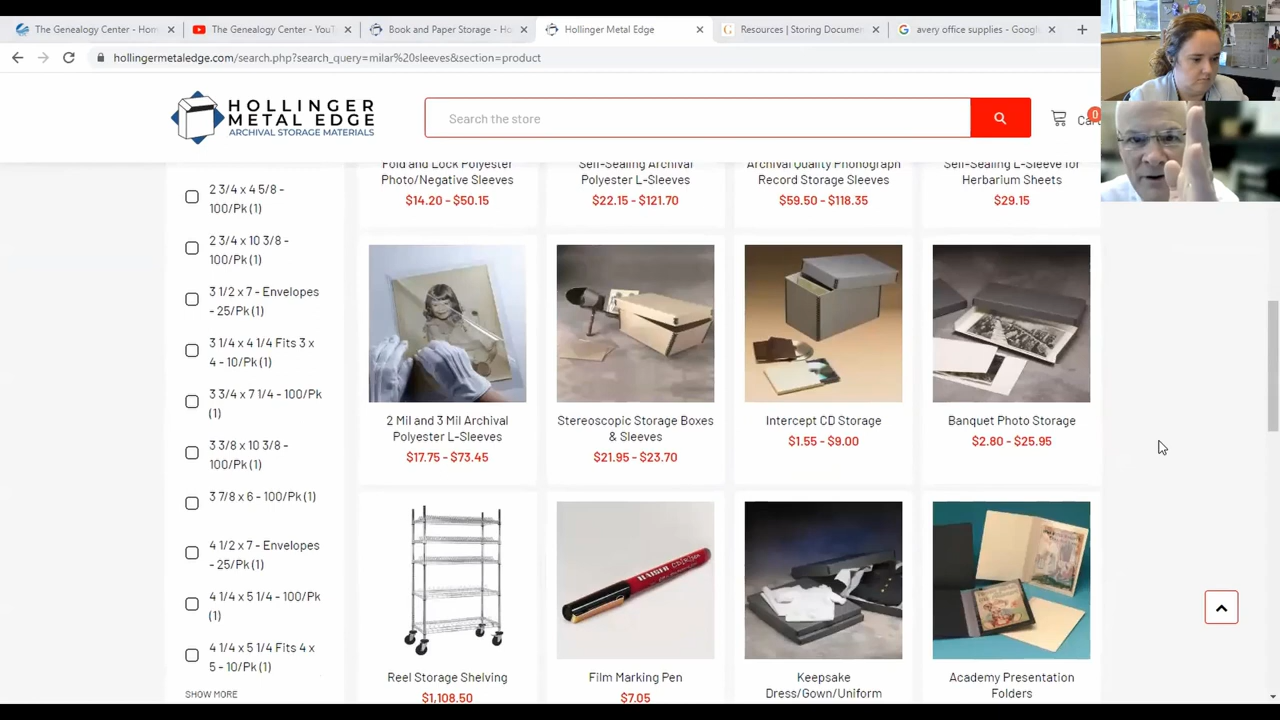 The Genealogy Center - Hom
The Genealogy Center - YouT
Book and Paper Storage - Ho
Hollinger Metal Edge
Resources | Storing Documen
avery office supplies - Google
hollingermetaledge.com/search.php?search_query=milar%20sleeves&section=product
HOLLINGER
METAL EDGE
ARCHIVAL STORAGE MATERIALS
Search the store
0
Cart
Fold and Lock Polyester
Photo/Negative Sleeves
$14.20 - $50.15
Self-Sealing Archival
Polyester L-Sleeves
$22.15 - $121.70
Archival Quality Phonograph
Record Storage Sleeves
$59.50 - $118.35
Self-Sealing L-Sleeve for
Herbarium Sheets
$29.15
2 3/4 x 4 5/8 -
100/Pk (1)
2 3/4 x 10 3/8 -
100/Pk (1)
3 1/2 x 7 - Envelopes
- 25/Pk (1)
3 1/4 x 4 1/4 Fits 3 x
4 - 10/Pk (1)
3 3/4 x 7 1/4 - 100/Pk
(1)
3 3/8 x 10 3/8 -
100/Pk (1)
3 7/8 x 6 - 100/Pk (1)
4 1/2 x 7 - Envelopes
- 25/Pk (1)
4 1/4 x 5 1/4 - 100/Pk
(1)
4 1/4 x 5 1/4 Fits 4 x
5 - 10/Pk (1)
SHOW MORE
2 Mil and 3 Mil Archival
Polyester L-Sleeves
$17.75 - $73.45
Stereoscopic Storage Boxes
& Sleeves
$21.95 - $23.70
Intercept CD Storage
$1.55 - $9.00
Banquet Photo Storage
$2.80 - $25.95
Reel Storage Shelving
$1,108.50
Film Marking Pen
$7.05
Keepsake
Dress/Gown/Uniform
Academy Presentation
Folders